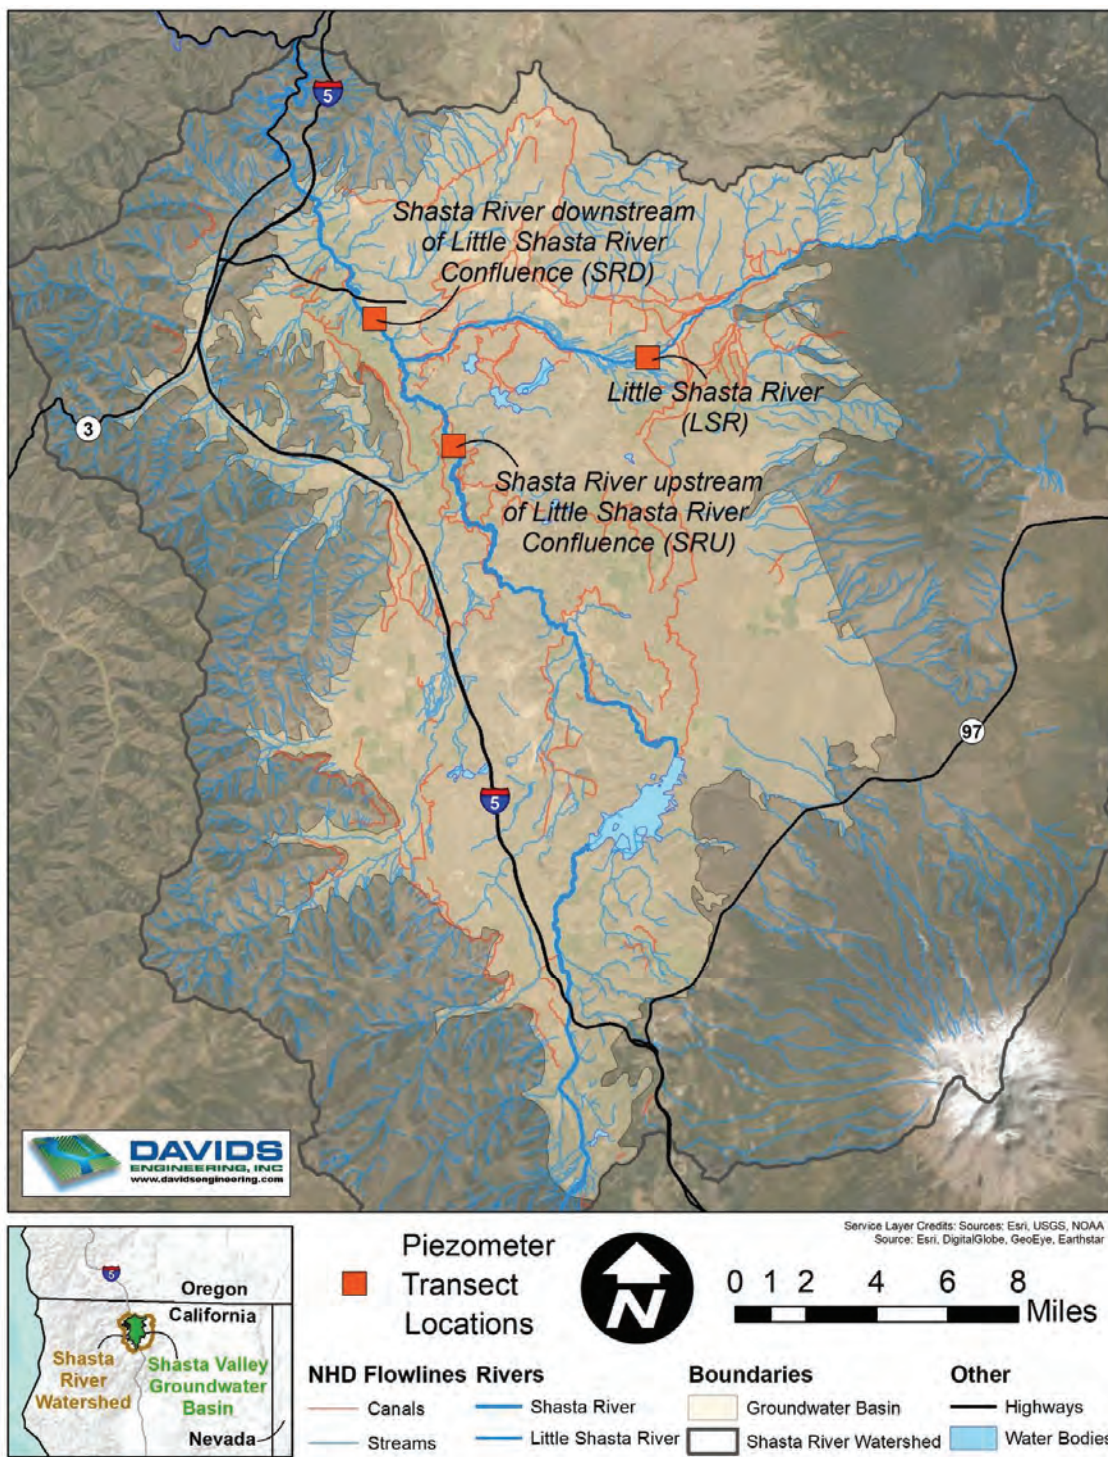 5
Shasta River downstream
of Little Shasta River
Confluence (SRD)
Little Shasta River
(LSR)
3
Shasta River upstream
of Little Shasta River
Confluence (SRU)
97
5
DAVIDS
ENGINEERING, INC
www.davidsengineering.com
Service Layer Credits: Sources: Esri, USGS, NOAA
Source: Esri, DigitalGlobe, GeoEye, Earthstar
5
Oregon
California
Shasta
River
Watershed
Shasta Valley
Groundwater
Basin
Nevada
Piezometer
Transect
Locations
N
0 1 2 4 6 8
Miles
NHD Flowlines
Canals
Streams
Rivers
Shasta River
Little Shasta River
Boundaries
Groundwater Basin
Shasta River Watershed
Other
Highways
Water Bodies